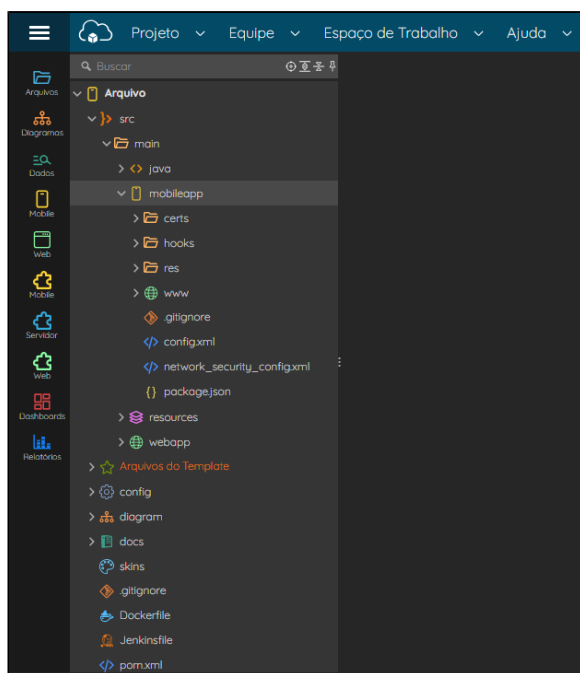 Projeto Equipe Espaço de Trabalho Ajuda
Buscar
Arquivos
Diagramas
Dados
Mobile
Web
Mobile
Servidor
Web
Dashboards
Relatórios
Arquivo
src
main
java
mobileapp
certs
hooks
res
www
.gitignore
config.xml
network_security_config.xml
package.json
resources
webapp
Arquivos do Template
config
diagram
docs
skins
.gitignore
Dockerfile
Jenkinsfile
pom.xml